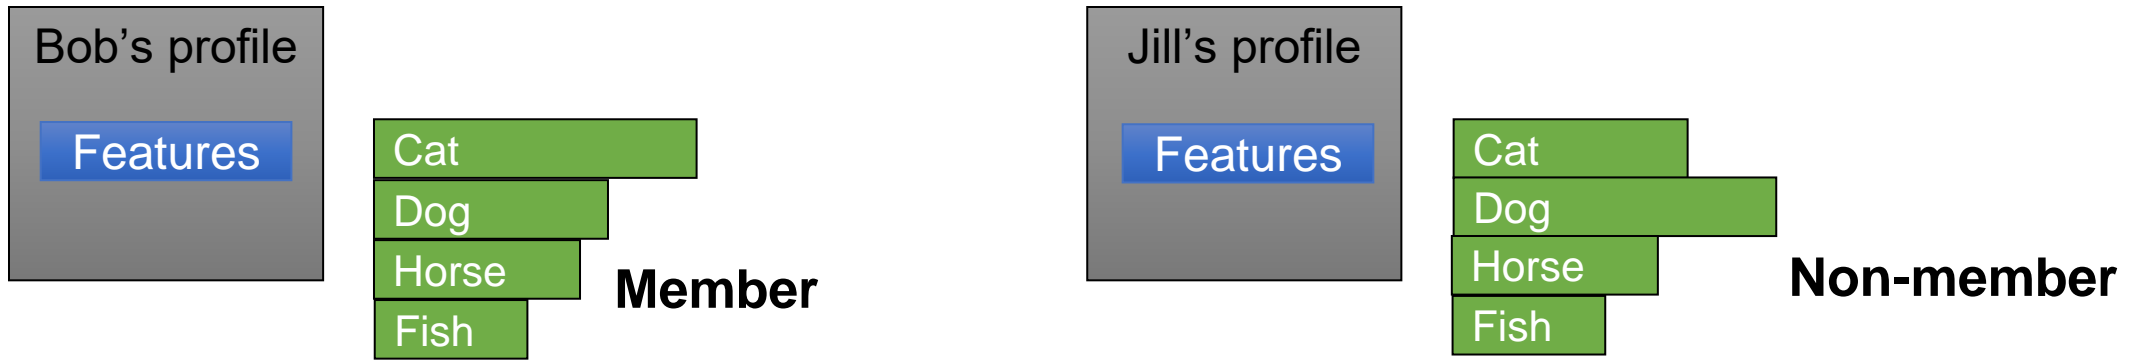 Bob’s profile
Features
Cat
Dog
Horse
Fish
Member
Jill’s profile
Features
Cat
Dog
Horse
Fish
Non-member